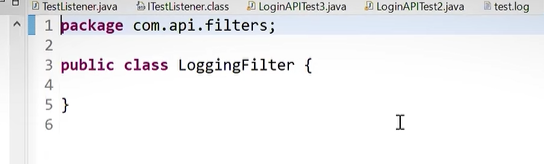 TestListener.java ITestListener.class LoginAPITest3.java LoginAPITest2.java test.log
1 package com.api.filters;
2
3 public class LoggingFilter {
4
5 }
6